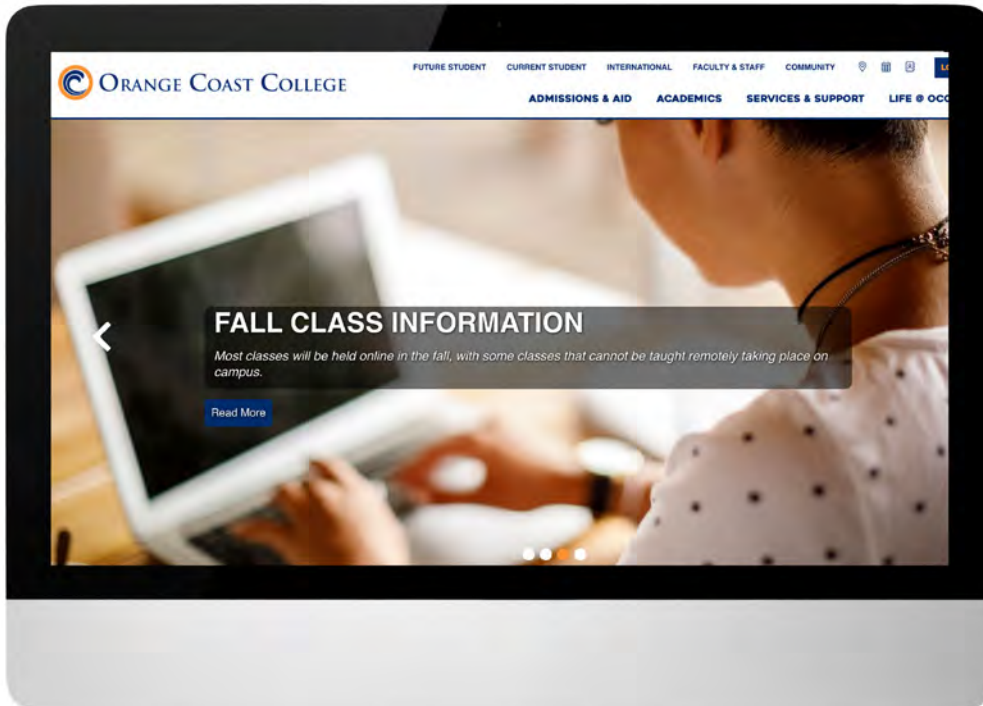 ORANGE COAST COLLEGE
FUTURE STUDENT CURRENT STUDENT INTERNATIONAL FACULTY & STAFF COMMUNITY
ADMISSIONS & AID ACADEMICS SERVICES & SUPPORT LIFE @ OCC
FALL CLASS INFORMATION
Most classes will be held online in the fall, with some classes that cannot be taught remotely taking place on
campus.
Read More